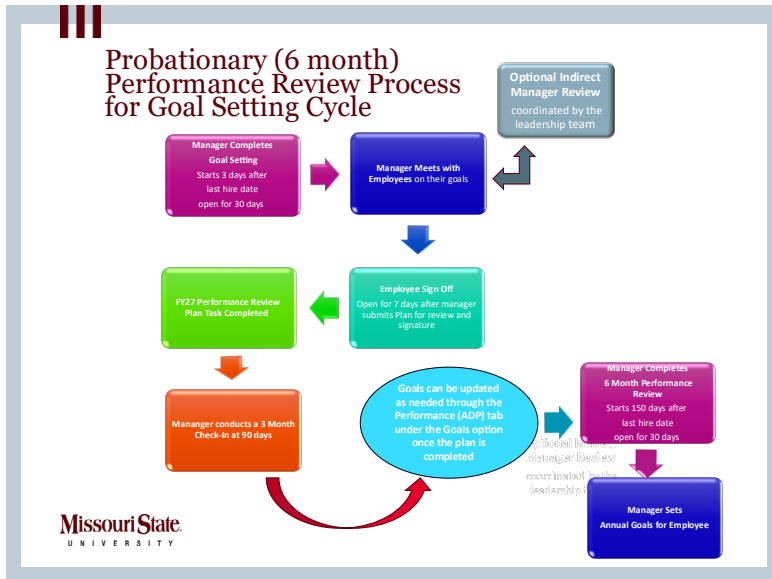 Probationary (6 month)
Performance Review Process
for Goal Setting Cycle
Optional Indirect
Manager Review
coordinated by the
leadership team
Manager Completes
Goal Setting
Starts 3 days after
last hire date
open for 30 days
Manager Meets with
Employees on their goals
Employee Sign Off
Open for 7 days after manager
submits Plan for review and
signature
FY27 Performance Review
Plan Task Completed
Mananger conducts a 3 Month
Check-In at 90 days
Goals can be updated
as needed through the
Performance (ADP) tab
under the Goals option
once the plan is
completed
Manager Completes
6 Month Performance
Review
Starts 150 days after
last hire date
open for 30 days
Manager Review
coordinated by the
leadership
Manager Sets
Annual Goals for Employee
Missouri State
UNIVERSITY